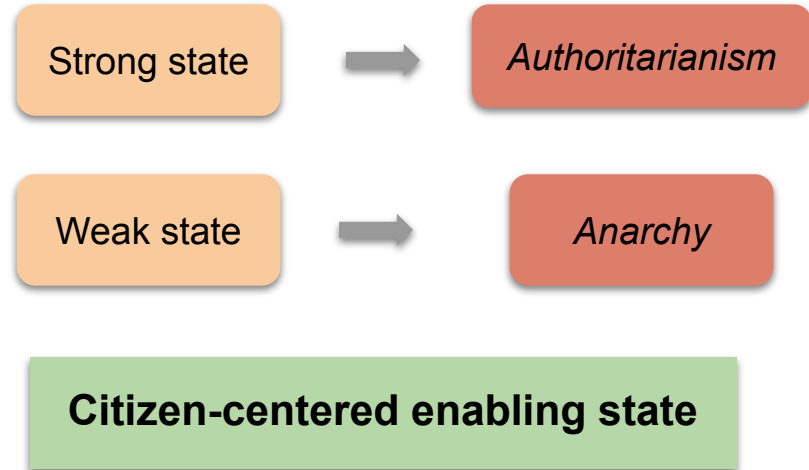 Strong state
Authoritarianism
Weak state
Anarchy
Citizen-centered enabling state